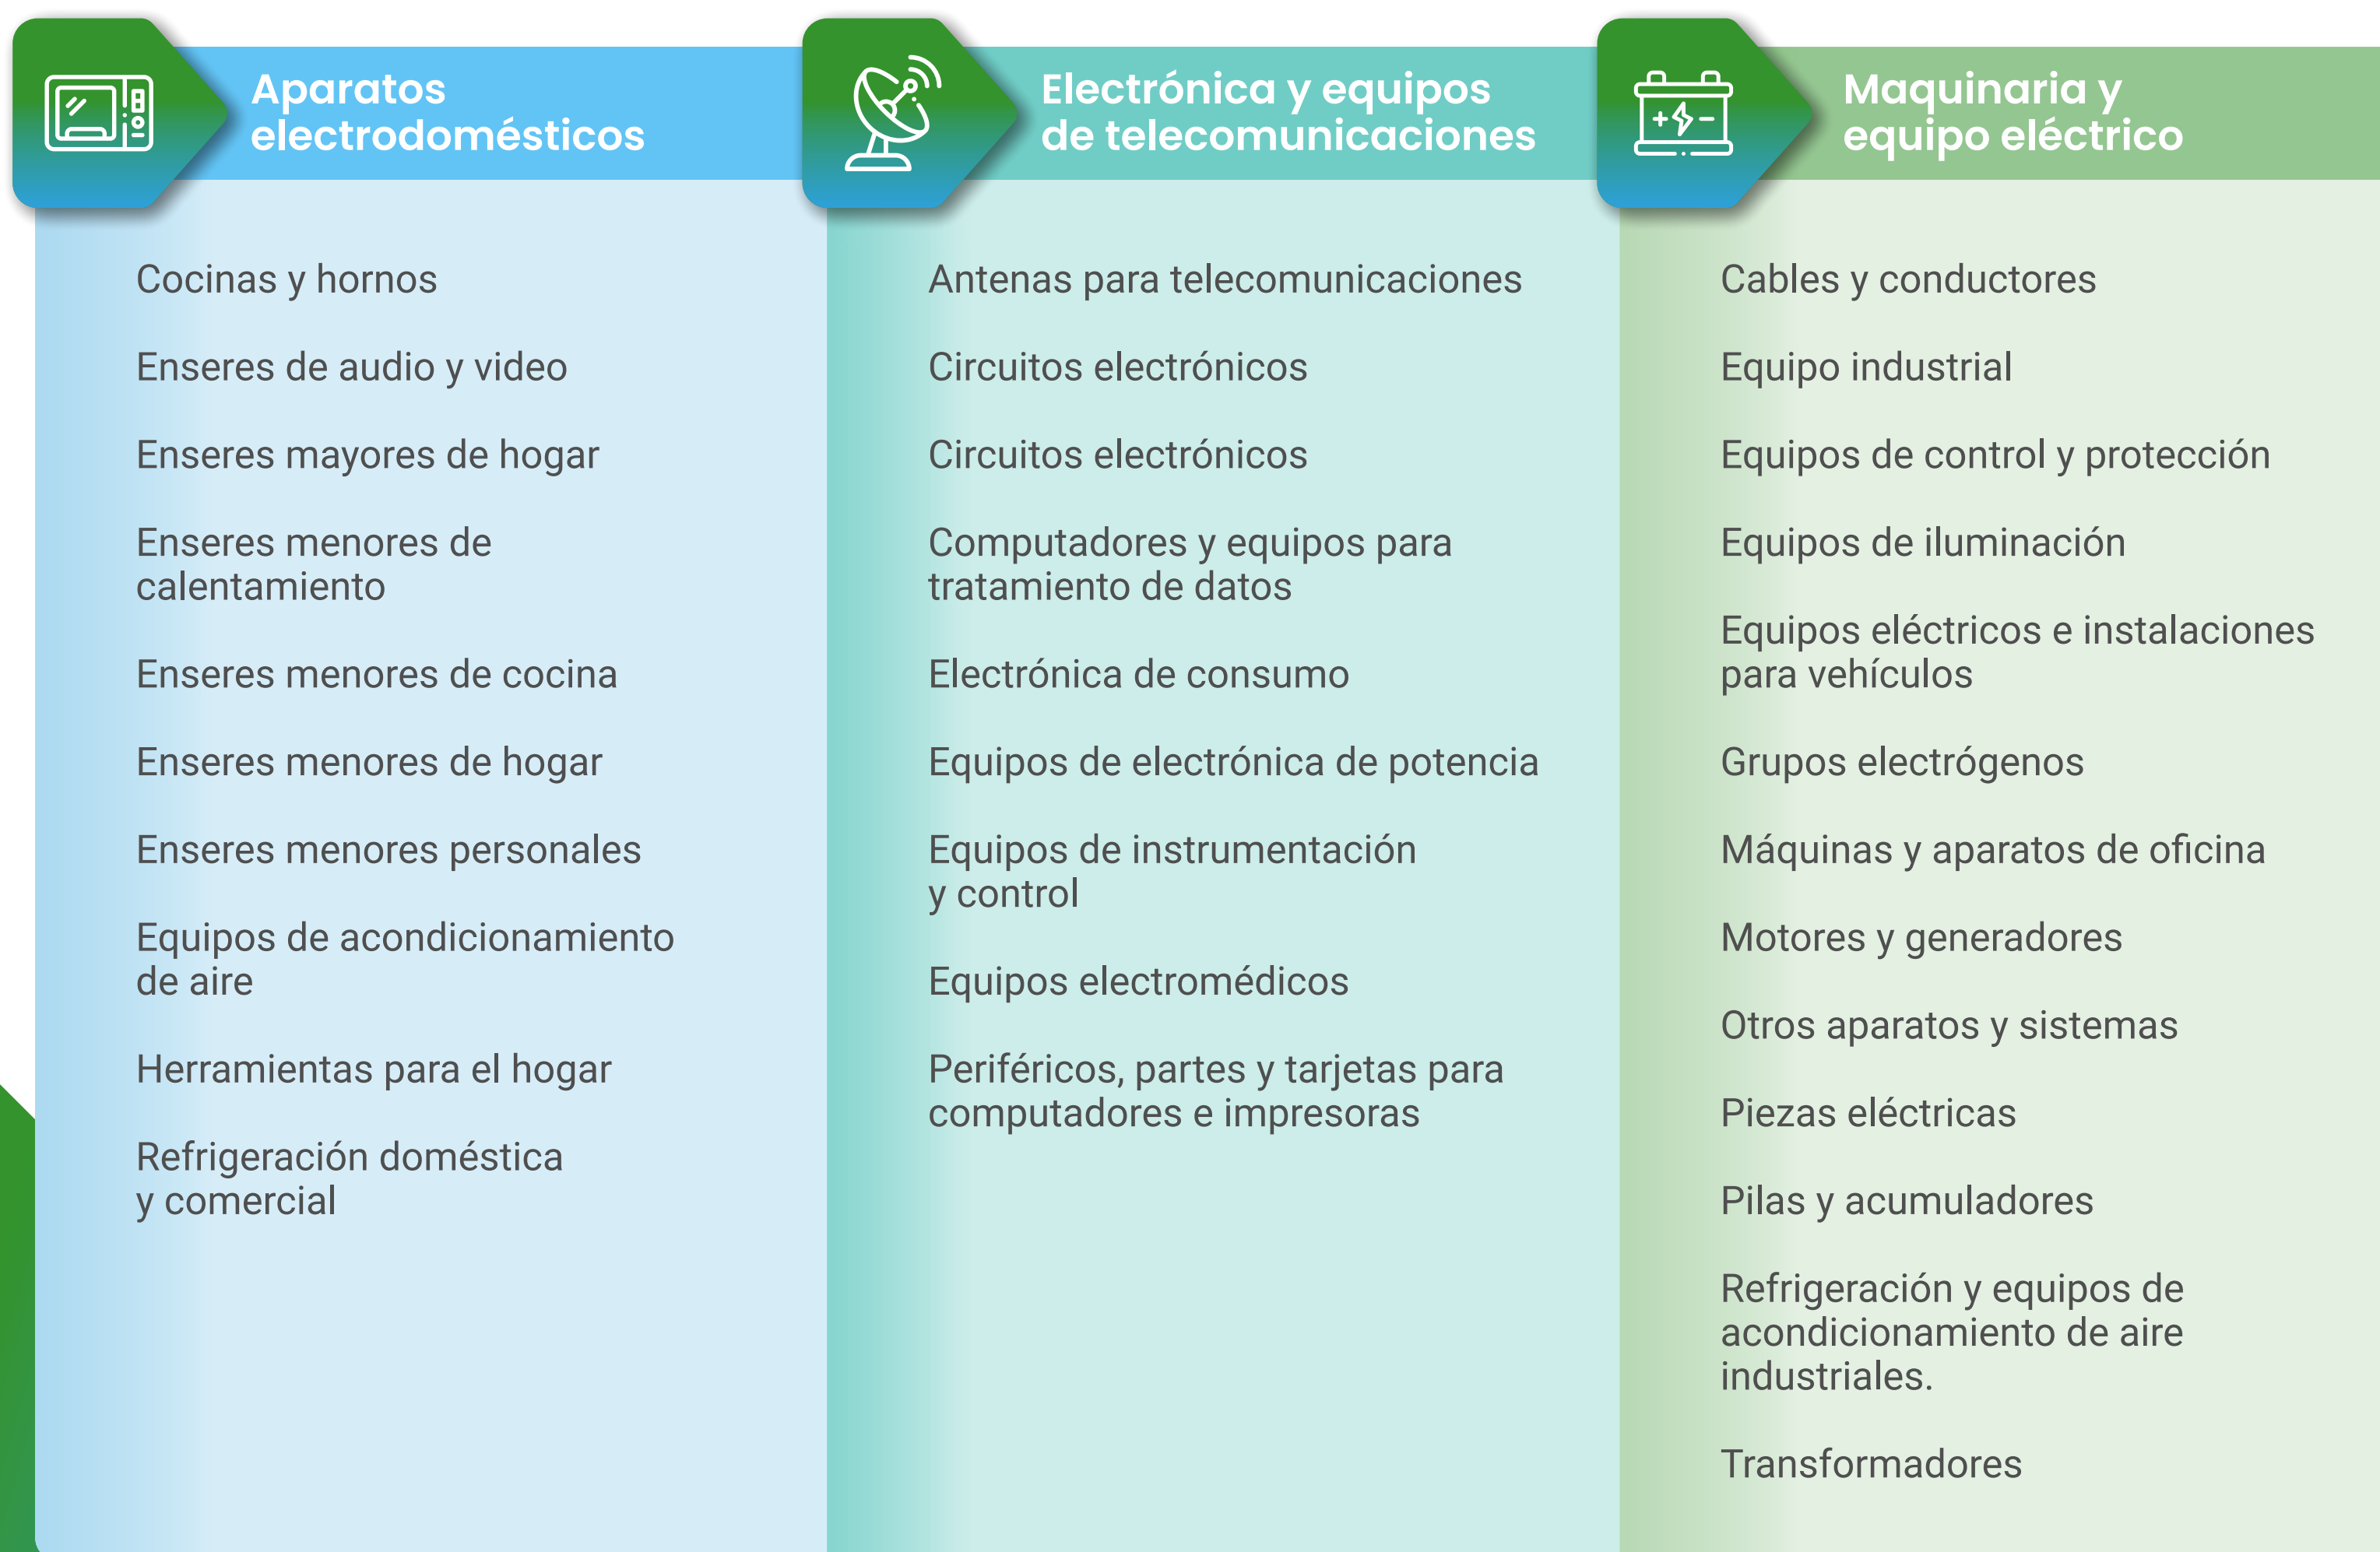 Aparatos
electrodomésticos
Cocinas y hornos
Enseres de audio y video
Enseres mayores de hogar
Enseres menores de
calentamiento
Enseres menores de cocina
Enseres menores de hogar
Enseres menores personales
Equipos de acondicionamiento
de aire
Herramientas para el hogar
Refrigeración doméstica
y comercial
Electrónica y equipos
de telecomunicaciones
Antenas para telecomunicaciones
Circuitos electrónicos
Circuitos electrónicos
Computadores y equipos para
tratamiento de datos
Electrónica de consumo
Equipos de electrónica de potencia
Equipos de instrumentación
y control
Equipos electromédicos
Periféricos, partes y tarjetas para
computadores e impresoras
Maquinaria y
equipo eléctrico
Cables y conductores
Equipo industrial
Equipos de control y protección
Equipos de iluminación
Equipos eléctricos e instalaciones
para vehículos
Grupos electrógenos
Máquinas y aparatos de oficina
Motores y generadores
Otros aparatos y sistemas
Piezas eléctricas
Pilas y acumuladores
Refrigeración y equipos de
acondicionamiento de aire
industriales.
Transformadores